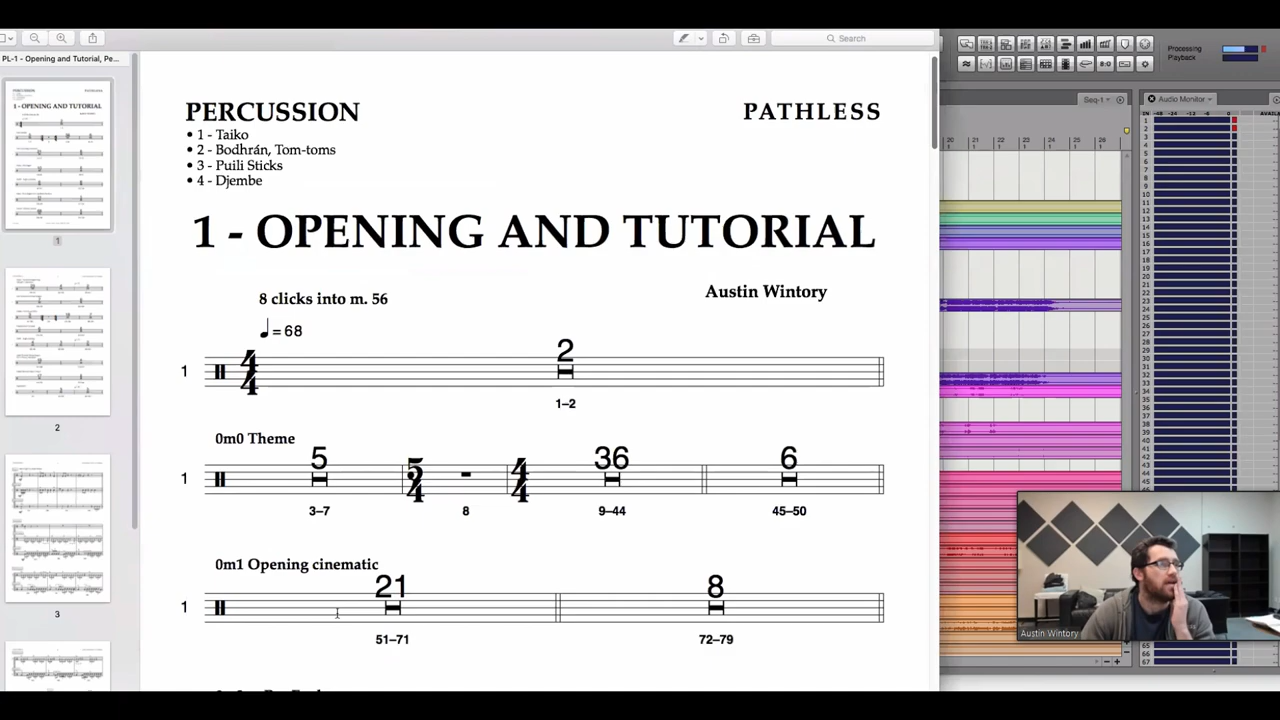 Search
PL-1 - Opening and Tutorial, Pe...
PERCUSSION
PATHLESS
• 1 - Taiko
• 2 - Bodhrán, Tom-toms
• 3 - Puili Sticks
• 4 - Djembe
1 - OPENING AND TUTORIAL
8 clicks into m. 56
Austin Wintory
♩ = 68
1
4
4
2
1–2
0m0 Theme
1
5
5
4
4
4
36
6
3–7
8
9–44
45–50
0m1 Opening cinematic
1
21
8
51–71
72–79
1
2
3
Processing
Playback
Seq-1
Audio Monitor
Austin Wintory